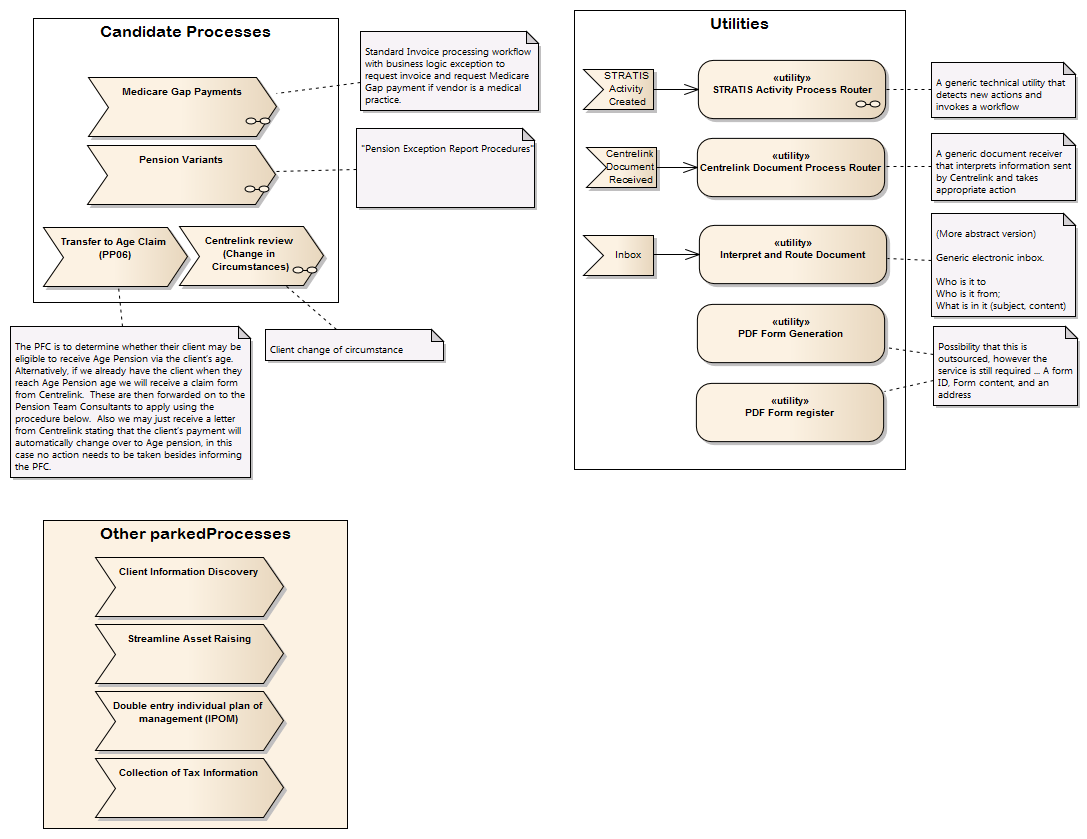 Candidate Processes
Medicare Gap Payments
Standard Invoice processing workflow
with business logic exception to
request invoice and request Medicare
Gap payment if vendor is a medical
practice.
Pension Variants
"Pension Exception Report Procedures"
Transfer to Age Claim
(PP06)
Centrelink review
(Change in
Circumstances)
The PFC is to determine whether their client may be
eligible to receive Age Pension via the client's age.
Alternatively, if we already have the client when they
reach Age Pension age we will receive a claim form
from Centrelink.  These are then forwarded on to the
Pension Team Consultants to apply using the
procedure below.  Also we may just receive a letter
from Centrelink stating that the client's payment will
automatically change over to Age pension, in this
case no action needs to be taken besides informing
the PFC.
Client change of circumstance
Utilities
STRATIS
Activity
Created
«utility»
STRATIS Activity Process Router
A generic technical utility that
detects new actions and
invokes a workflow
Centrelink
Document
Received
«utility»
Centrelink Document Process Router
A generic document receiver
that interprets information sent
by Centrelink and takes
appropriate action
Inbox
«utility»
Interpret and Route Document
(More abstract version)
Generic electronic inbox.
Who is it to
Who is it from;
What is in it (subject, content)
«utility»
PDF Form Generation
Possibility that this is
outsourced, however the
service is still required ... A form
ID, Form content, and an
address
«utility»
PDF Form register
Other parkedProcesses
Client Information Discovery
Streamline Asset Raising
Double entry individual plan of
management (IPOM)
Collection of Tax Information